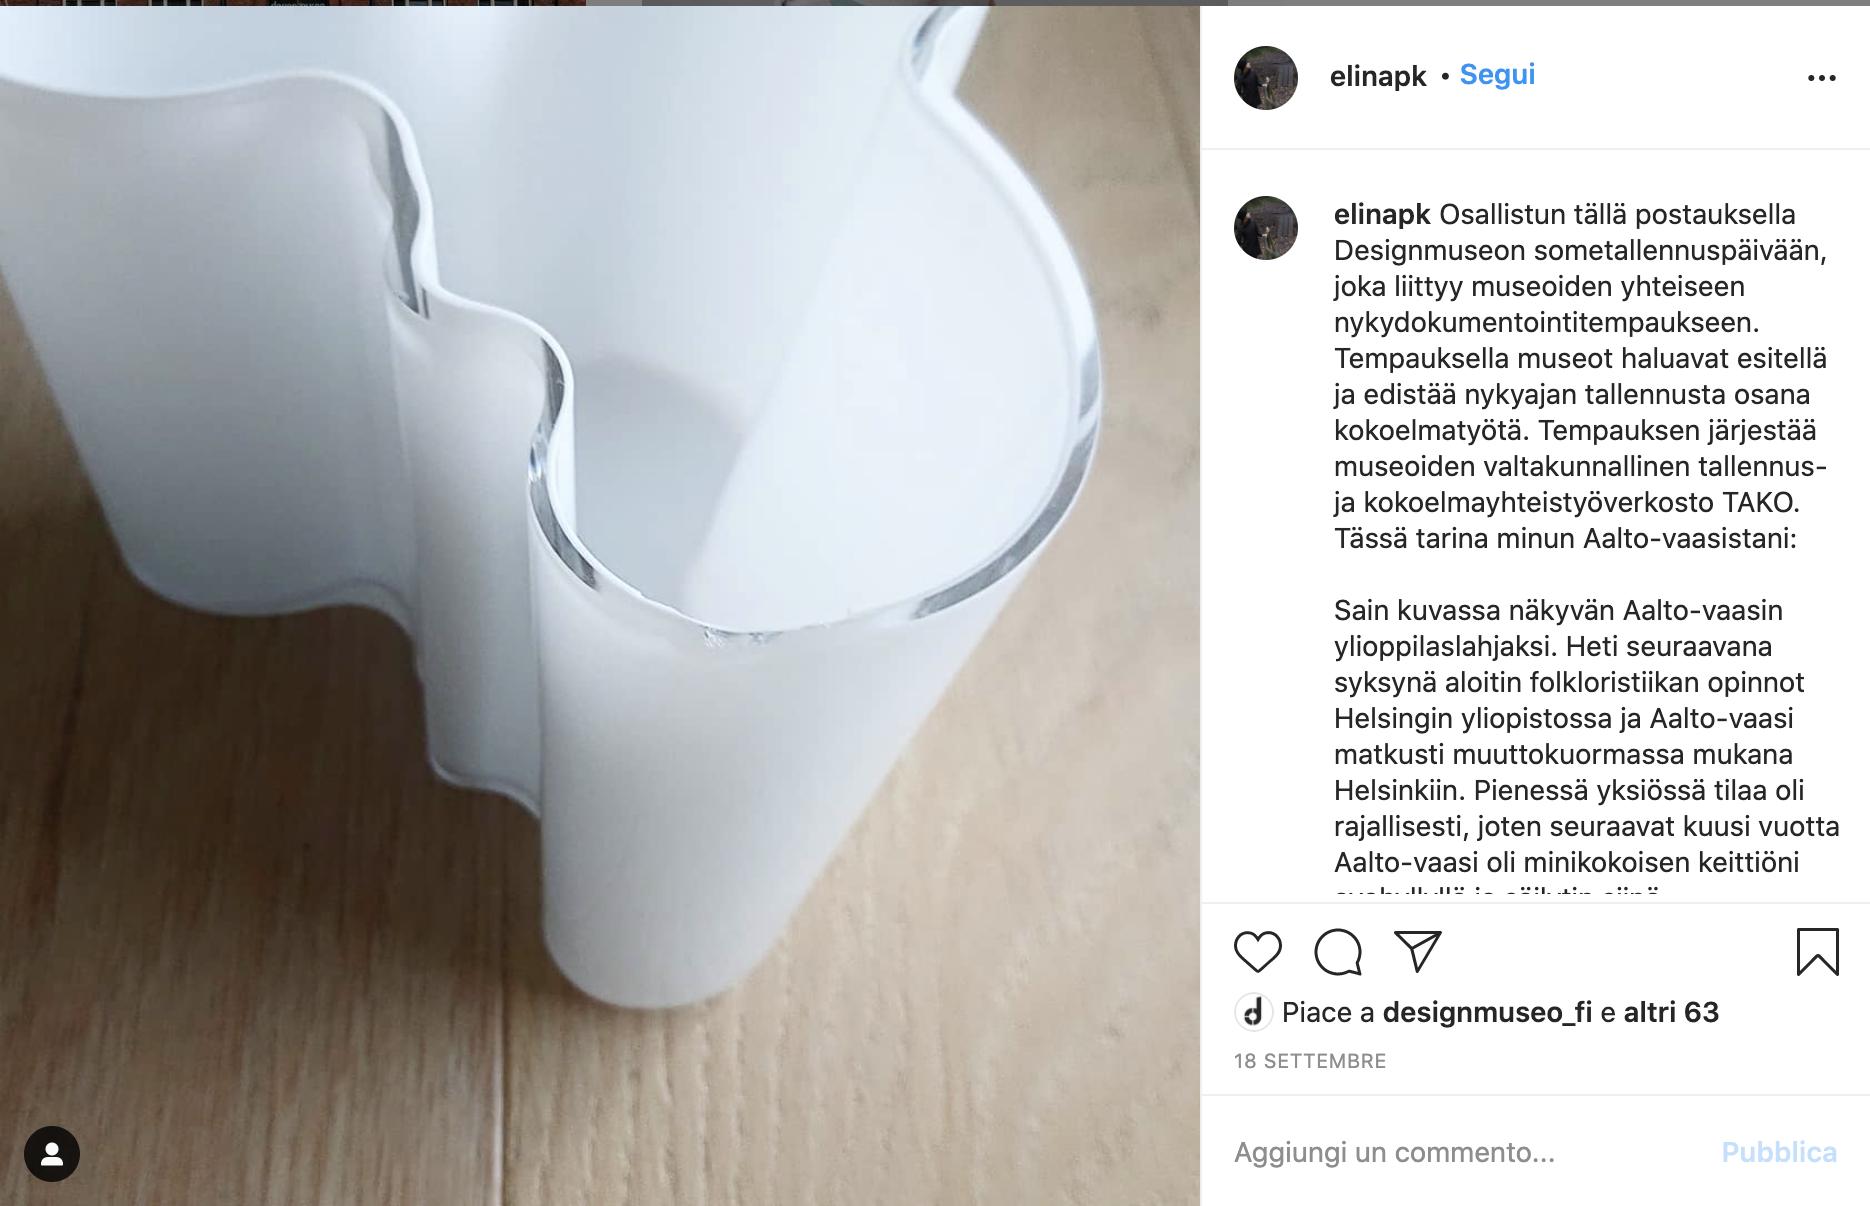 elinapk • Segui
elinapk Osallistun tällä postauksella
Designmuseon sometallennuspäivään,
joka liittyy museoiden yhteiseen
nykydokumentointitempaukseen.
Tempauksella museot haluavat esitellä
ja edistää nykyajan tallennusta osana
kokoelmatyötä. Tempauksen järjestää
museoiden valtakunnallinen tallennus-
ja kokoelmayhteistyöverkosto TAKO.
Tässä tarina minun Aalto-vaasistani:
Sain kuvassa näkyvän Aalto-vaasin
ylioppilaslahjaksi. Heti seuraavana
syksynä aloitin folkloristiikan opinnot
Helsingin yliopistossa ja Aalto-vaasi
matkusti muuttokuormassa mukana
Helsinkiin. Pienessä yksiössä tilaa oli
rajallisesti, joten seuraavat kuusi vuotta
Aalto-vaasi oli minikokoisen keittiöni
Piace a designmuseo_fi e altri 63
18 SETTEMBRE
Aggiungi un commento... Pubblica